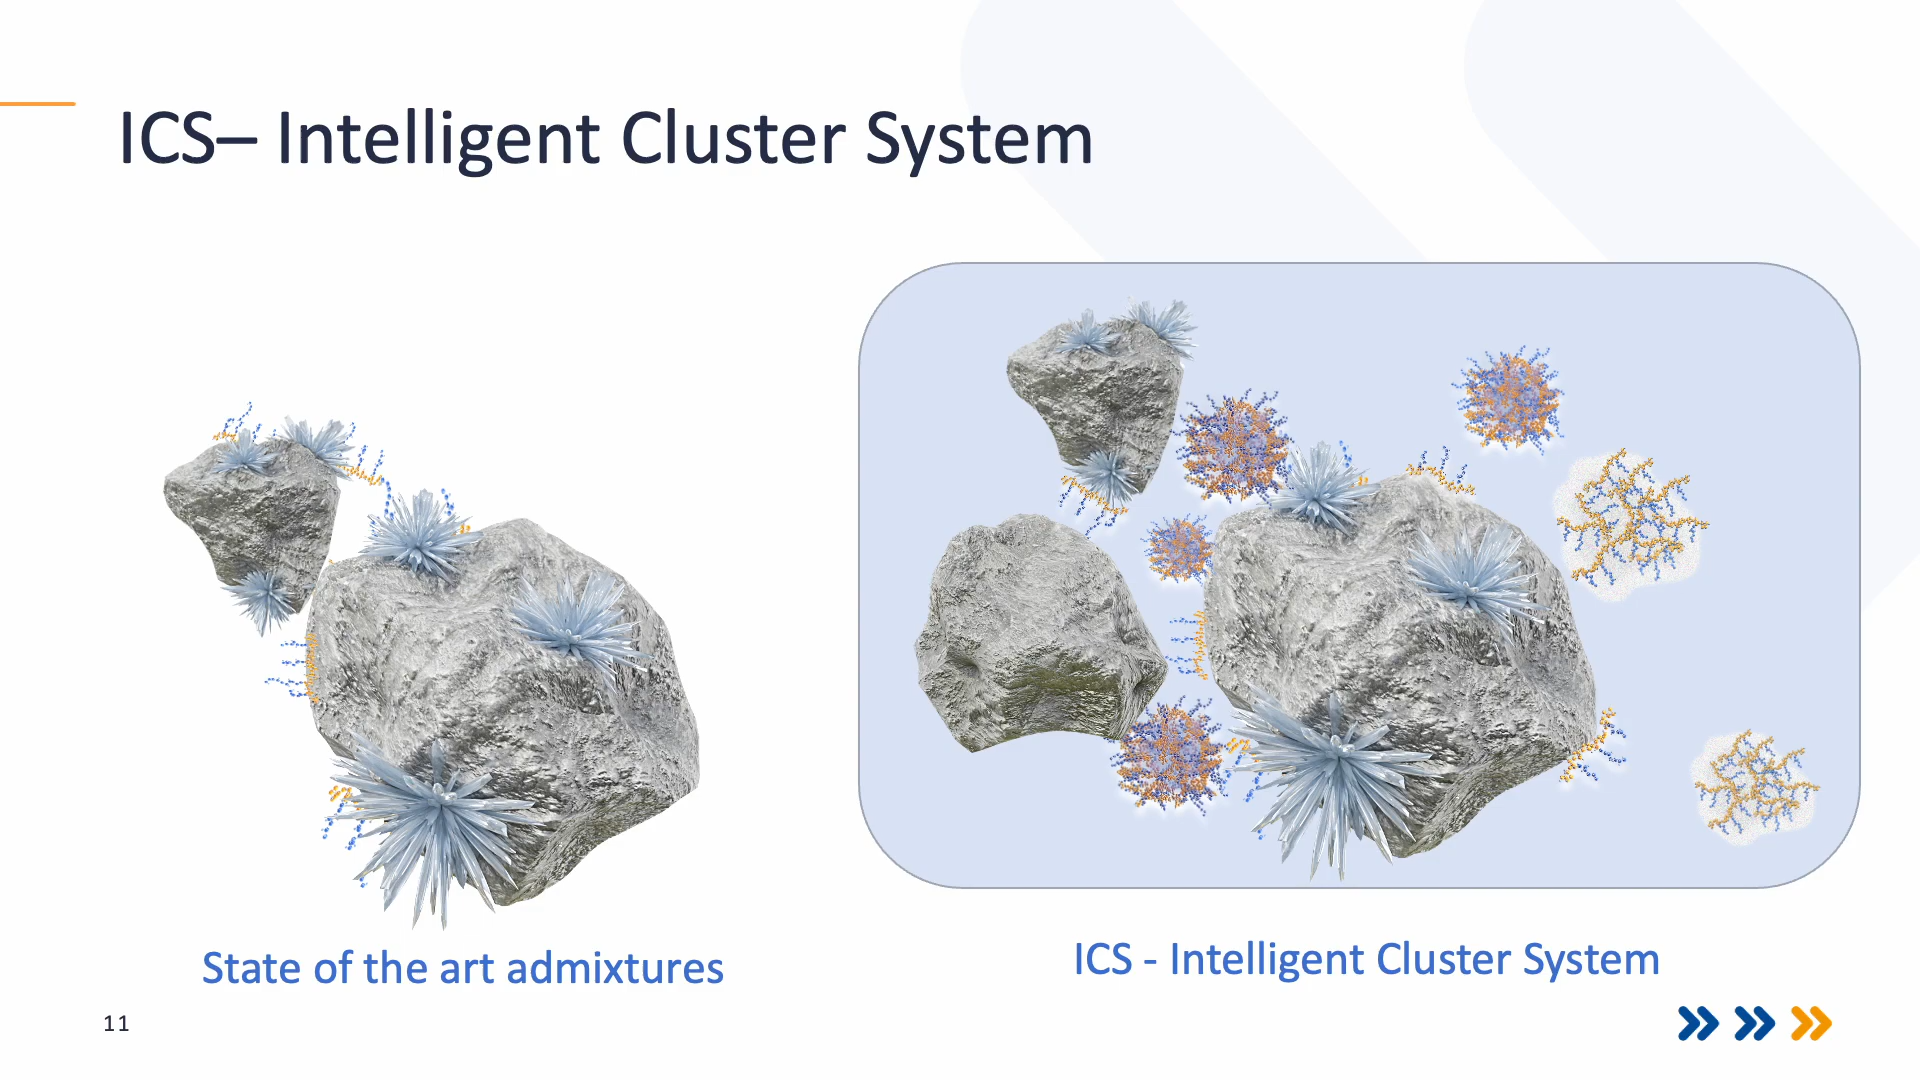 ICS– Intelligent Cluster System
State of the art admixtures
ICS - Intelligent Cluster System
11